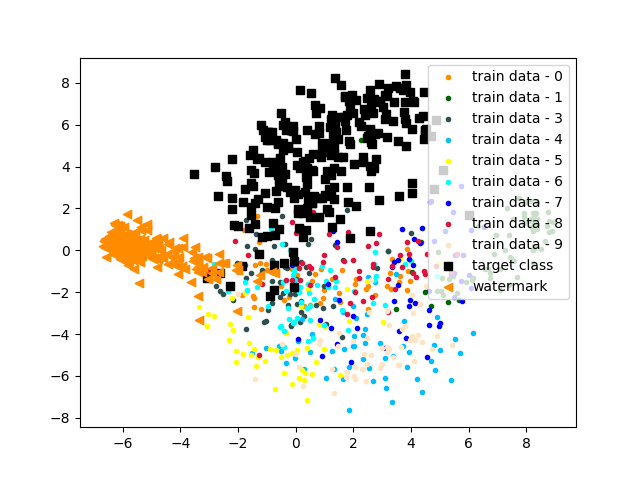 8
6
4
2
0
−2
−4
−6
−8
−6
−4
−2
0
2
4
6
8
train data - 0
train data - 1
train data - 3
train data - 4
train data - 5
train data - 6
train data - 7
train data - 8
train data - 9
target class
watermark